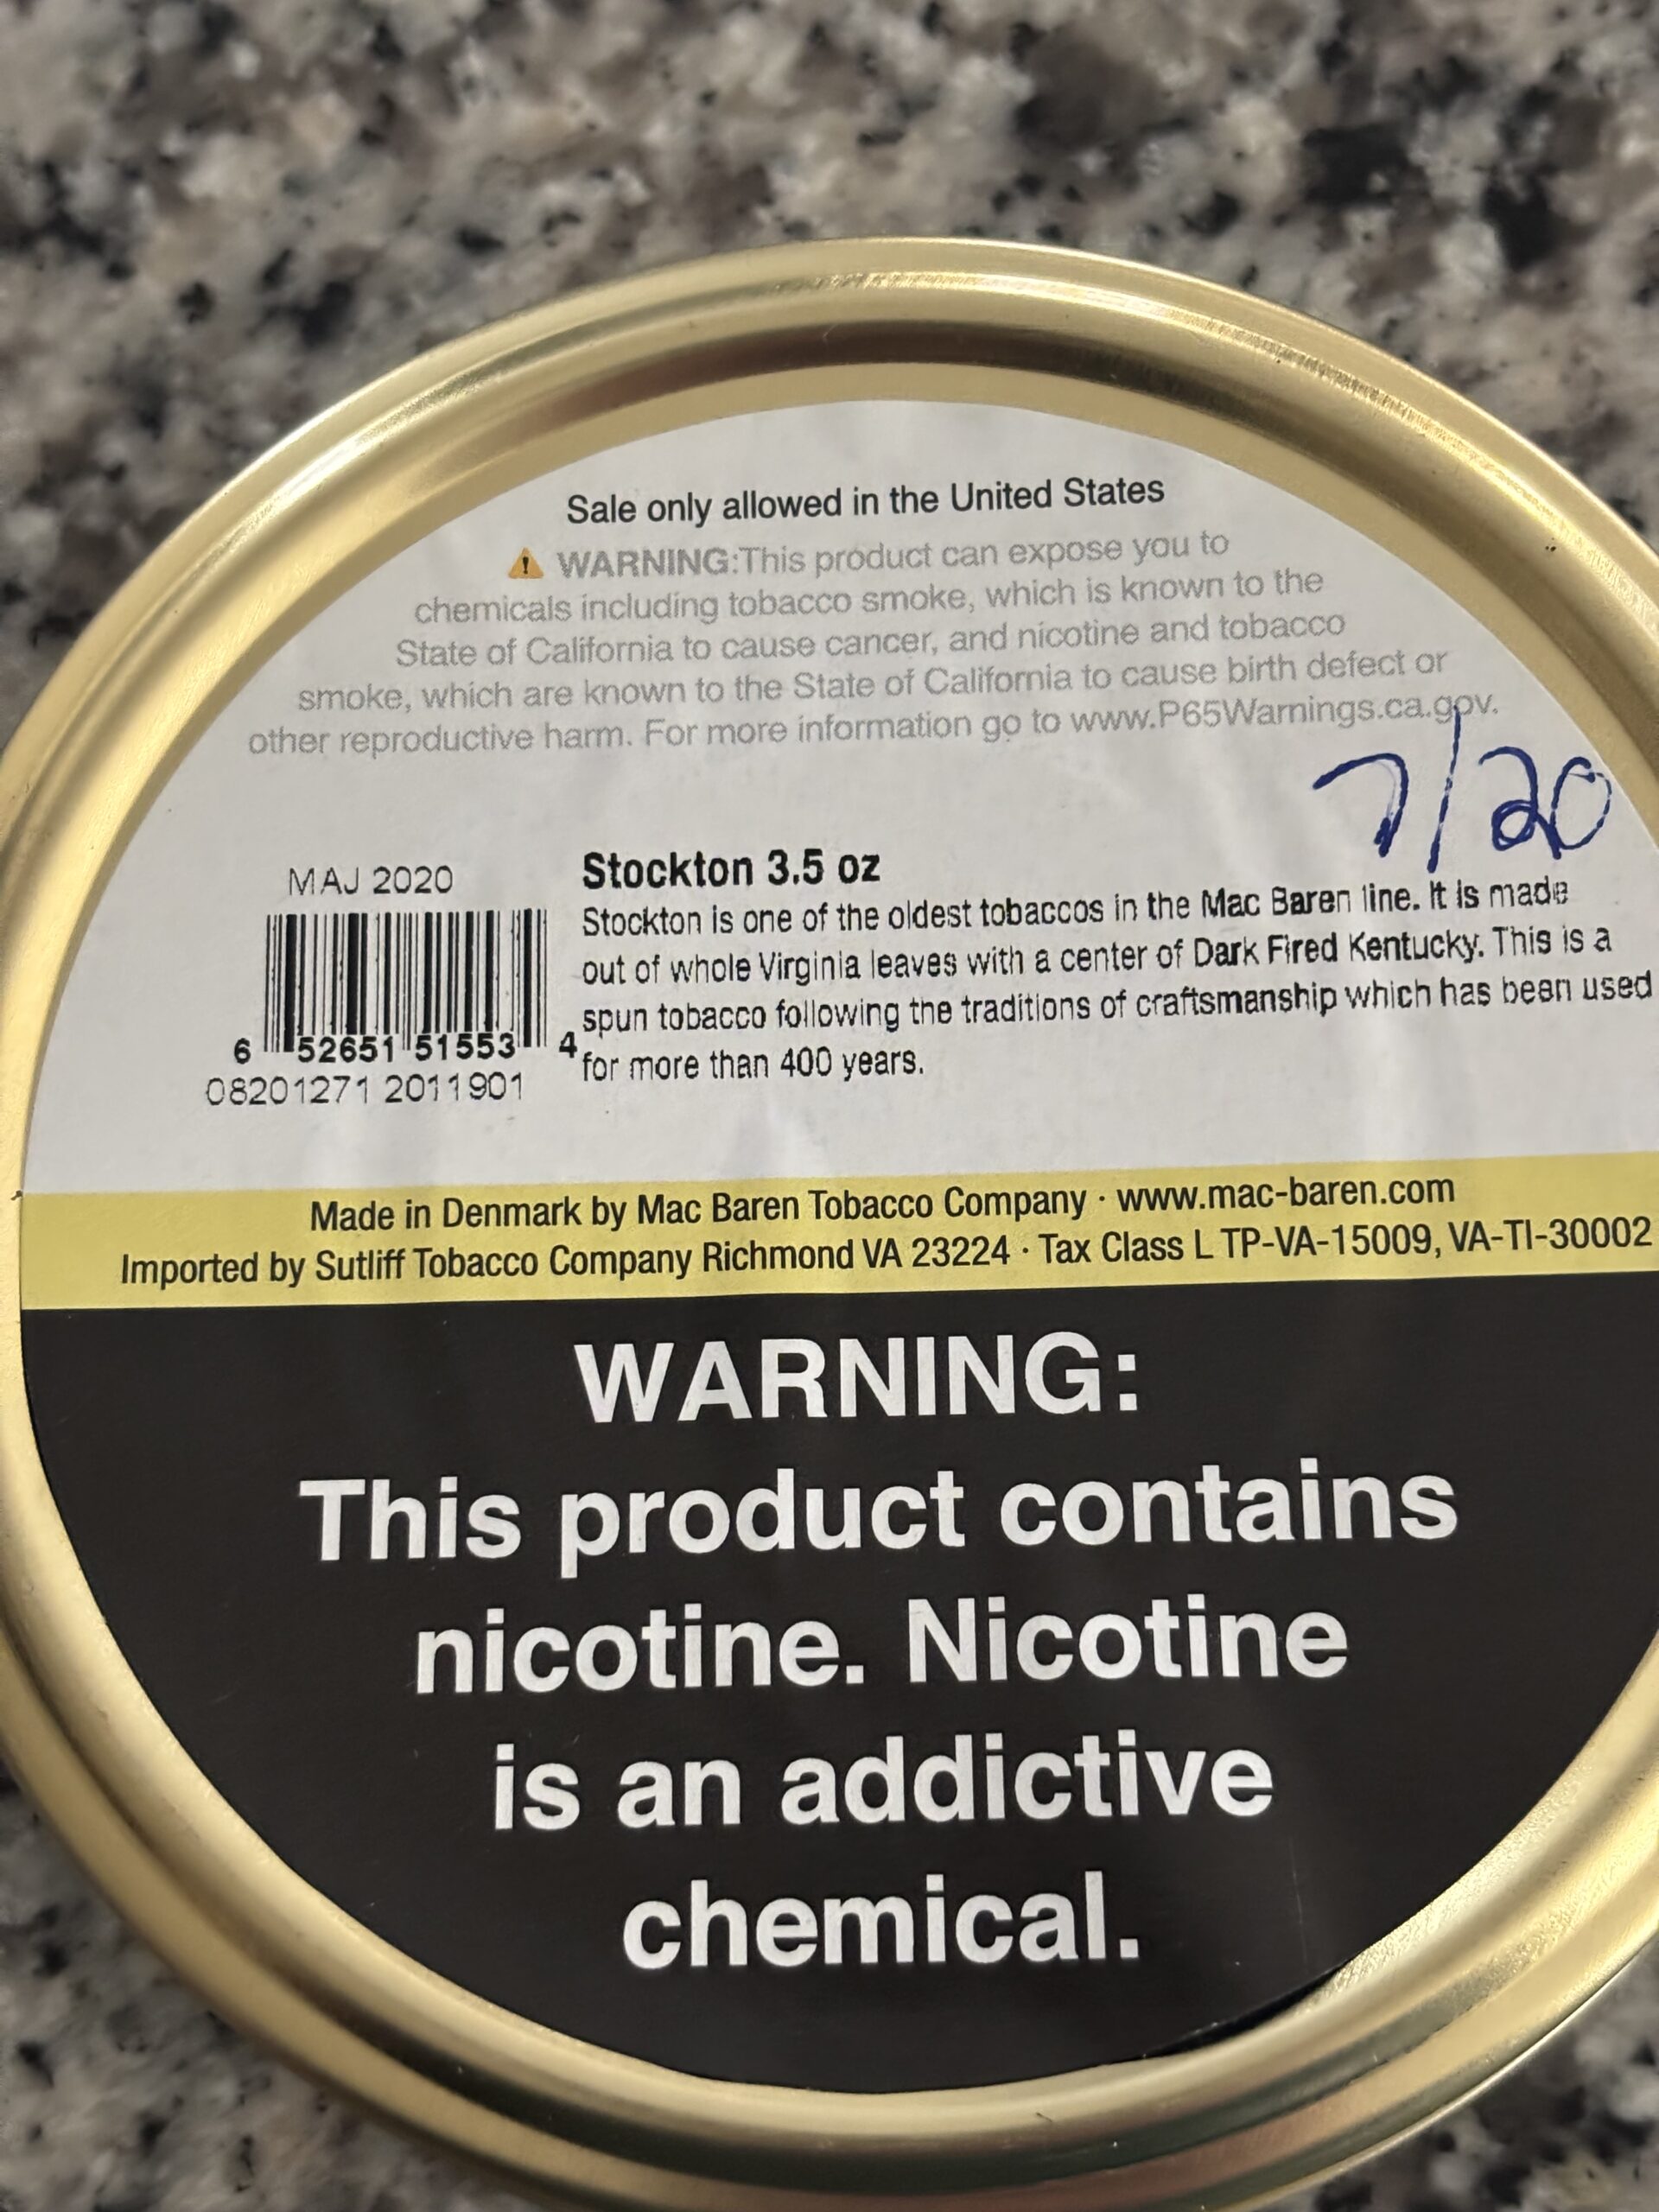 Sale only allowed in the United States
⚠ WARNING:This product can expose you to
chemicals including tobacco smoke, which is known to the
State of California to cause cancer, and nicotine and tobacco
smoke, which are known to the State of California to cause birth defect or
other reproductive harm. For more information go to www.P65Warnings.ca.gov.
7/20
MAJ 2020
6 52651 51553 4
08201271 2011901
Stockton 3.5 oz
Stockton is one of the oldest tobaccos in the Mac Baren line. It is made
out of whole Virginia leaves with a center of Dark Fired Kentucky. This is a
spun tobacco following the traditions of craftsmanship which has been used
for more than 400 years.
Made in Denmark by Mac Baren Tobacco Company · www.mac-baren.com
Imported by Sutliff Tobacco Company Richmond VA 23224 · Tax Class L TP-VA-15009, VA-TI-30002
WARNING:
This product contains
nicotine. Nicotine
is an addictive
chemical.